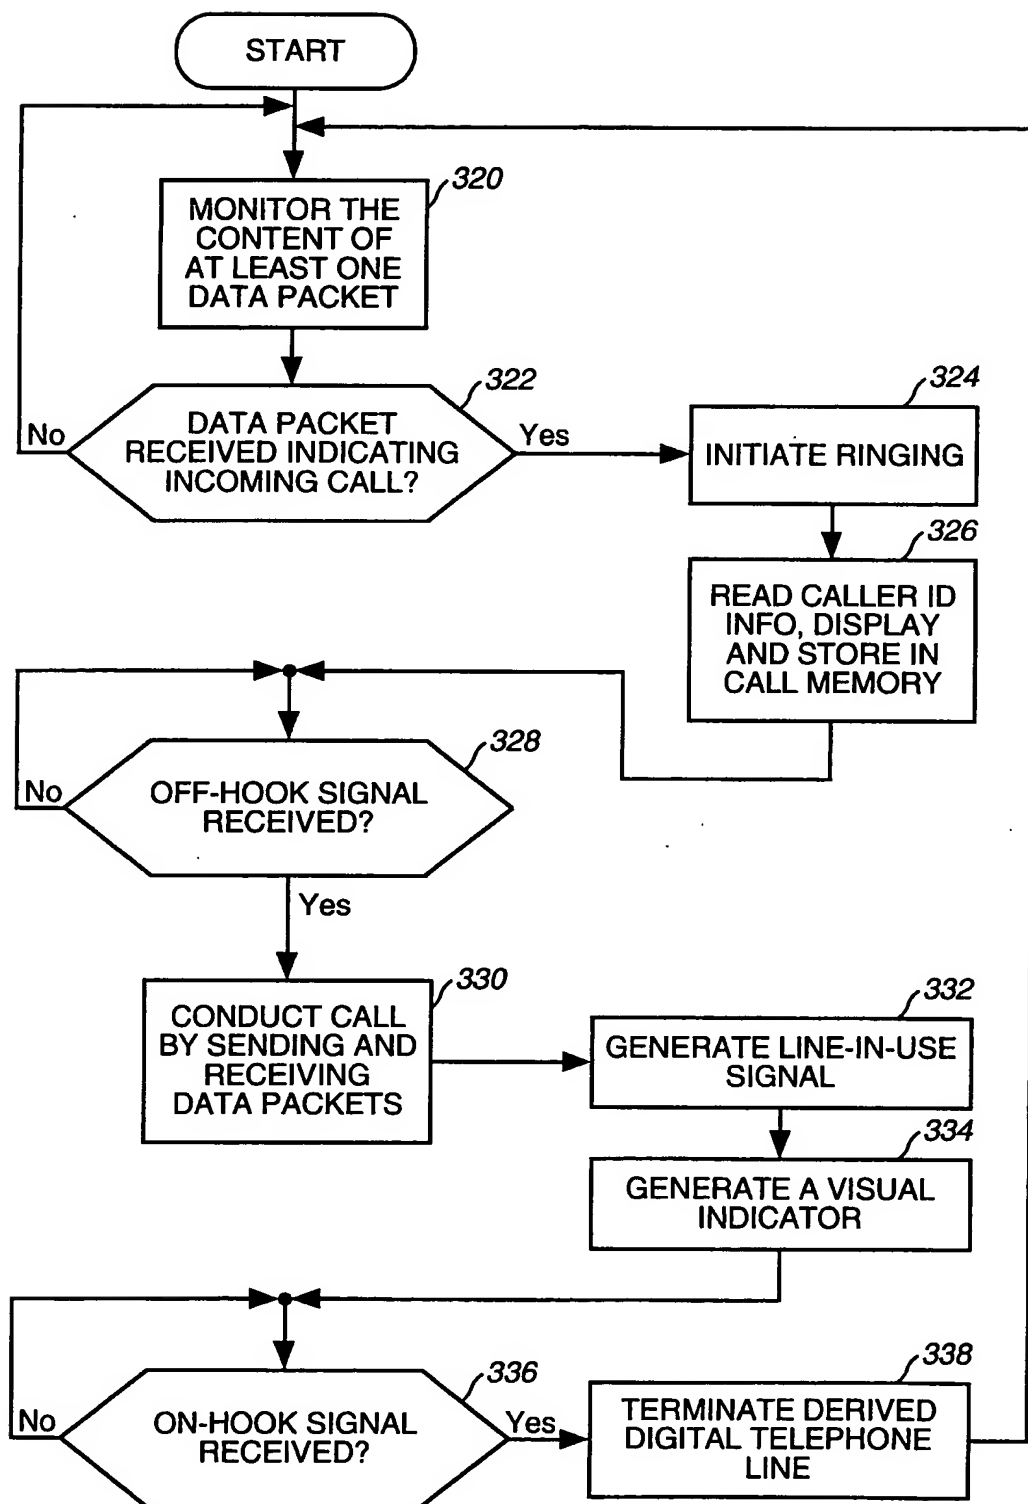 START
320
MONITOR THE
CONTENT OF
AT LEAST ONE
DATA PACKET
322
DATA PACKET
RECEIVED INDICATING
INCOMING CALL?
No
Yes
324
INITIATE RINGING
326
READ CALLER ID
INFO, DISPLAY
AND STORE IN
CALL MEMORY
328
OFF-HOOK SIGNAL
RECEIVED?
No
Yes
330
CONDUCT CALL
BY SENDING AND
RECEIVING
DATA PACKETS
332
GENERATE LINE-IN-USE
SIGNAL
334
GENERATE A VISUAL
INDICATOR
336
ON-HOOK SIGNAL
RECEIVED?
No
Yes
338
TERMINATE DERIVED
DIGITAL TELEPHONE
LINE